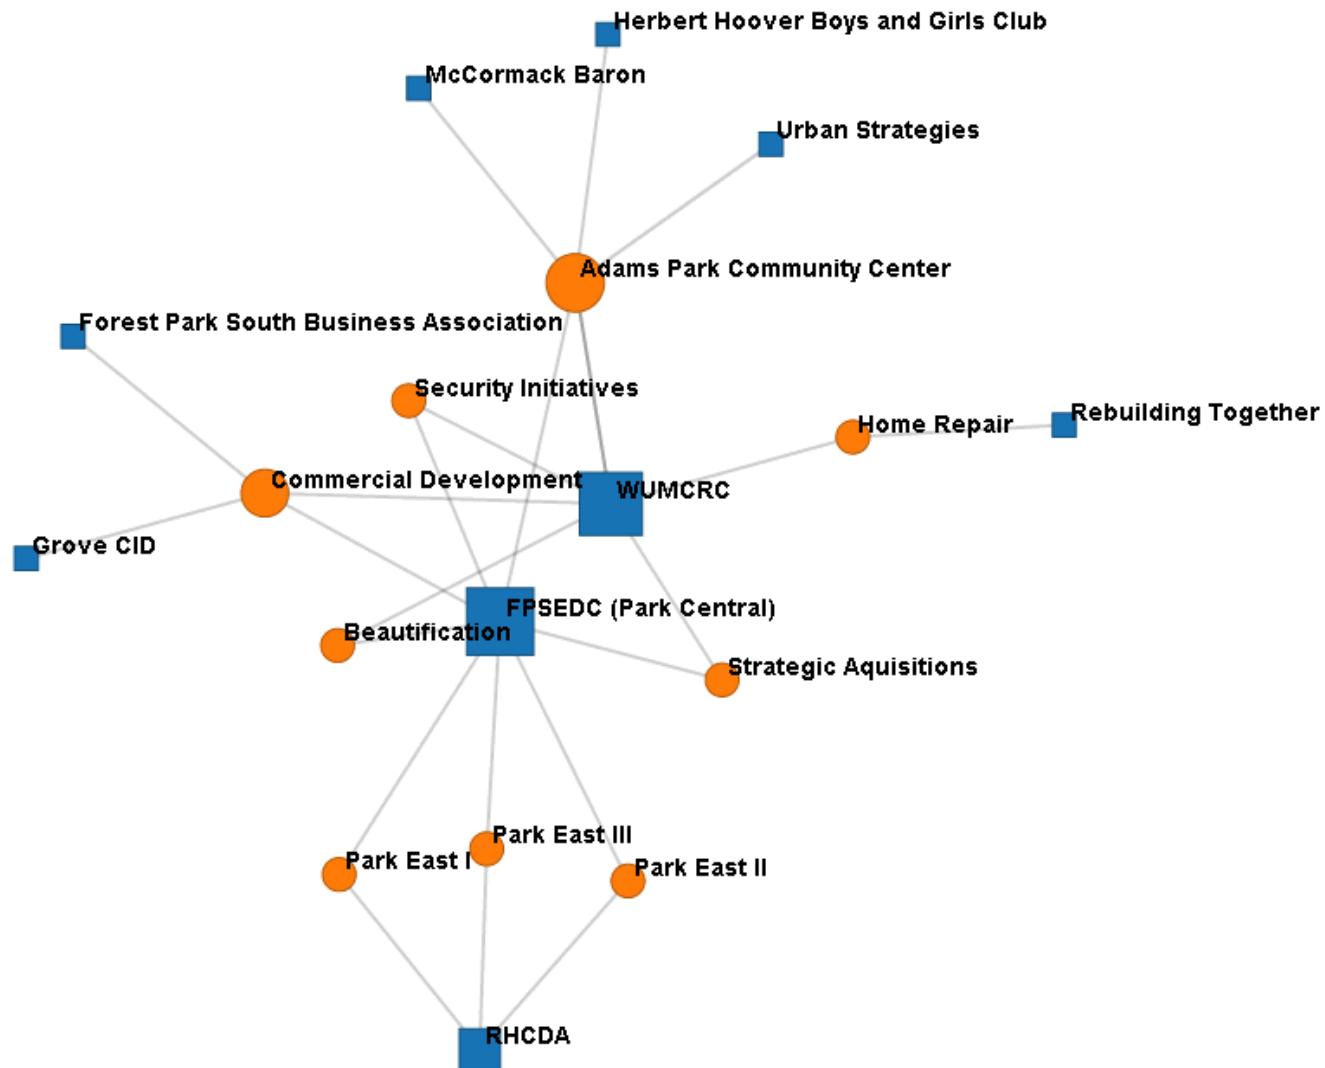 Herbert Hoover Boys and Girls Club
McCormack Baron
Urban Strategies
Adams Park Community Center
Forest Park South Business Association
Security Initiatives
Rebuilding Together
Home Repair
Commercial Development
WUMCRC
Grove CID
FPSEDC (Park Central)
Beautification
Strategic Aquisitions
Park East III
Park East I
Park East II
RHCDA